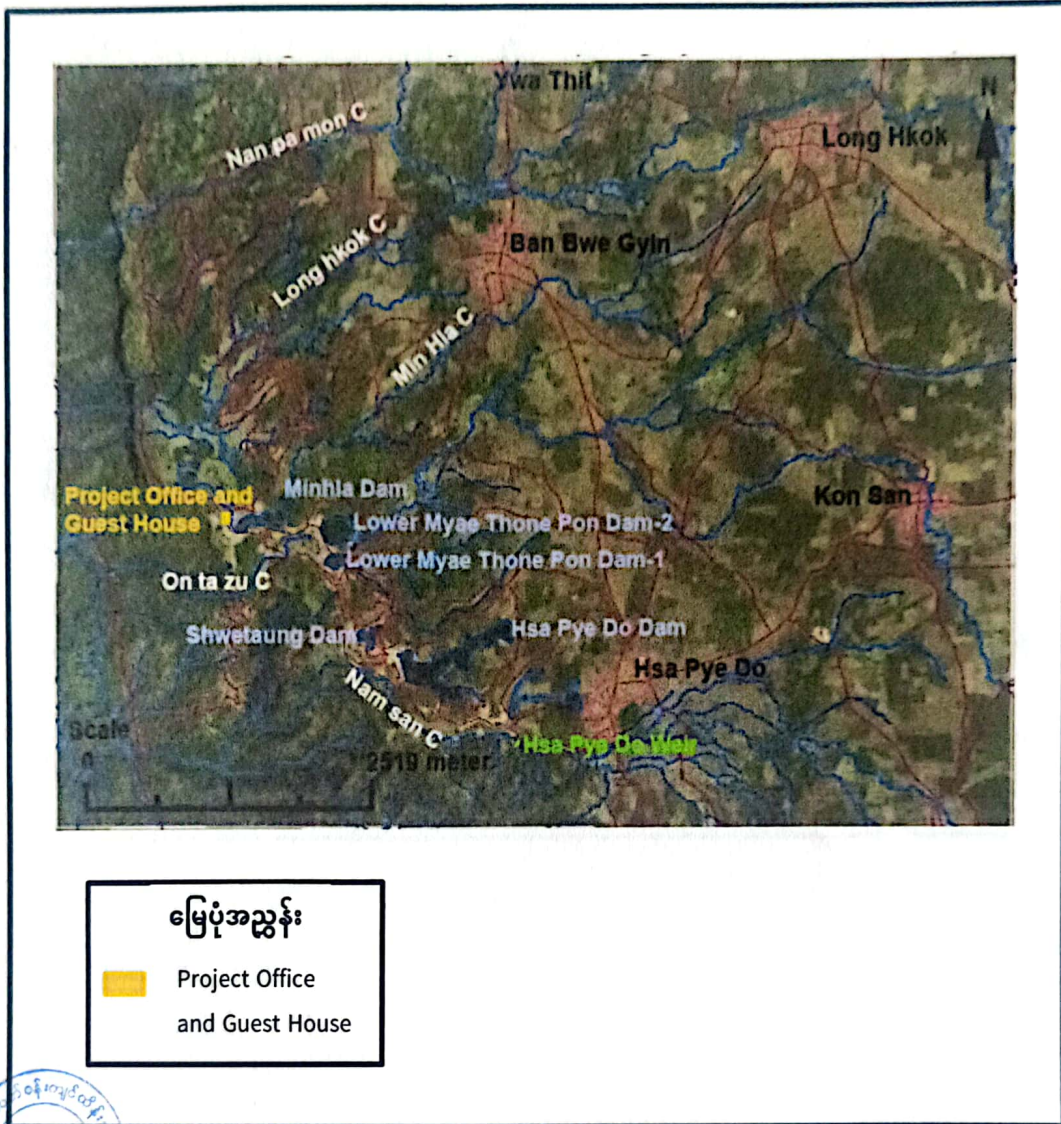 Ywa Thit
N
Nan pa mon C
Long Hkok
Long hkok C
Ban Bwe Gyin
Min Hla C
Project Office and
Guest House
Minhla Dam
Kon San
Lower Myae Thone Pon Dam-2
Lower Myae Thone Pon Dam-1
On ta zu C
Shwetaung Dam
Hsa Pye Do Dam
Hsa Pye Do
Nam san C
Hsa Pye Do Weir
Scale
0
2519 meter
မြေပုံအညွှန်း
Project Office
and Guest House